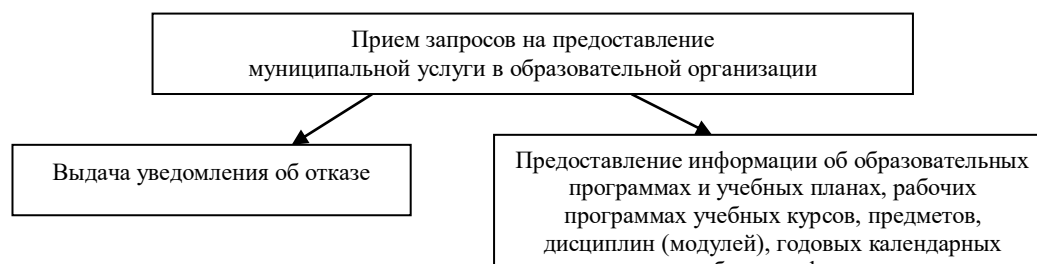 Прием запросов на предоставление
муниципальной услуги в образовательной организации
Выдача уведомления об отказе
Предоставление информации об образовательных
программах и учебных планах, рабочих
программах учебных курсов, предметов,
дисциплин (модулей), годовых календарных